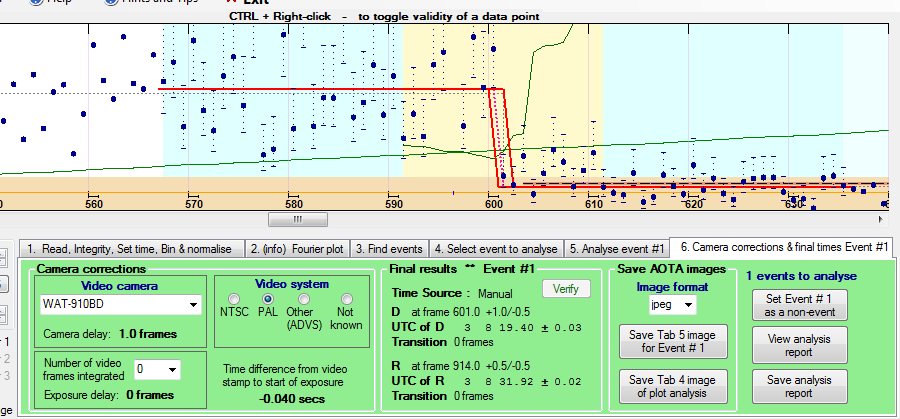 Help
Hints and Tips
Exit
CTRL + Right-click - to toggle validity of a data point
560 570 580 590 600 610 620 630
1. Read, Integrity, Set time, Bin & normalise
2. (info) Fourier plot
3. Find events
4. Select event to analyse
5. Analyse event #1
6. Camera corrections & final times Event #1
Camera corrections
Video camera
WAT-910BD
Camera delay: 1.0 frames
Number of video
frames integrated
0
Exposure delay: 0 frames
Video system
NTSC
PAL
Other
(ADVS)
Not
known
Time difference from video
stamp to start of exposure
-0.040 secs
Final results ** Event #1
Time Source : Manual
Verify
D at frame 601.0 +1.0/-0.5
UTC of D 3 8 19.40 ± 0.03
Transition 0 frames
R at frame 914.0 +0.5/-0.5
UTC of R 3 8 31.92 ± 0.02
Transition 0 frames
Save AOTA images
Image format
jpeg
Save Tab 5 image
for Event # 1
Save Tab 4 image
of plot analysis
1 events to analyse
Set Event # 1
as a non-event
View analysis
report
Save analysis
report